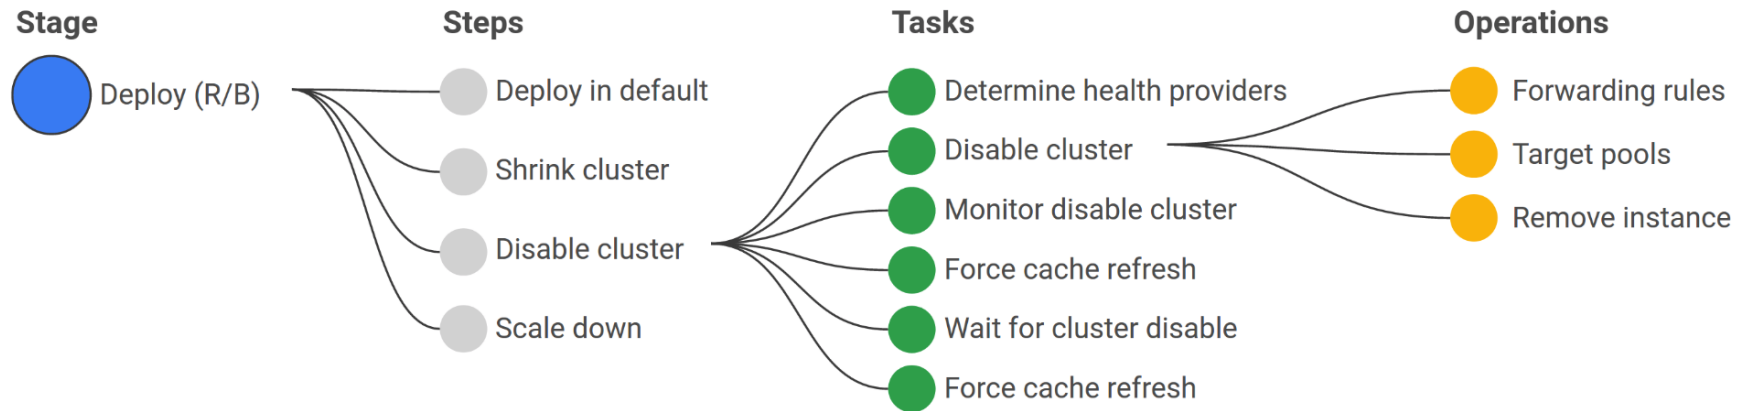 Stage
Deploy (R/B)
Steps
Deploy in default
Shrink cluster
Disable cluster
Scale down
Tasks
Determine health providers
Disable cluster
Monitor disable cluster
Force cache refresh
Wait for cluster disable
Force cache refresh
Operations
Forwarding rules
Target pools
Remove instance